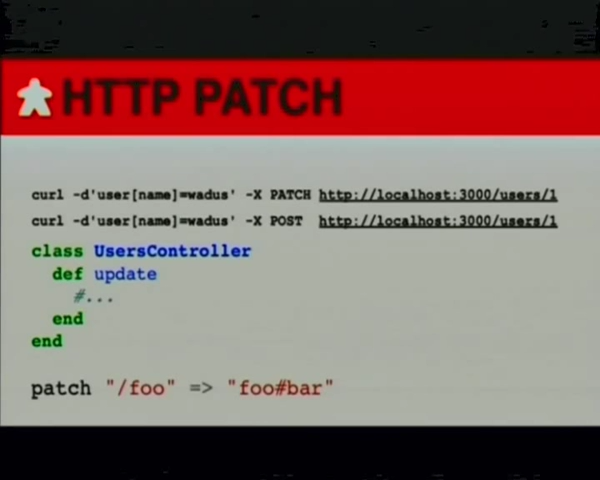 HTTP PATCH
curl -d'user[name]=wadus' -X PATCH http://localhost:3000/users/1
curl -d'user[name]=wadus' -X POST http://localhost:3000/users/1
class UsersController
def update
#...
end
end
patch "/foo" => "foo#bar"